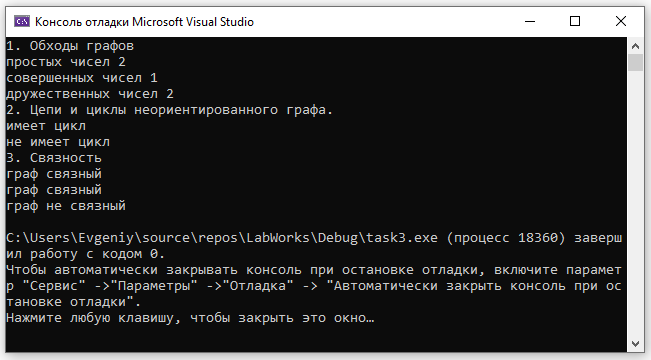 Консоль отладки Microsoft Visual Studio
1. Обходы графов
простых чисел 2
совершенных чисел 1
дружественных чисел 2
2. Цепи и циклы неориентированного графа.
имеет цикл
не имеет цикл
3. Связность
граф связный
граф связный
граф не связный
C:\Users\Evgeniy\source\repos\LabWorks\Debug\task3.exe (процесс 18360) заверш
ил работу с кодом 0.
Чтобы автоматически закрывать консоль при остановке отладки, включите парамет
р "Сервис" ->"Параметры" ->"Отладка" -> "Автоматически закрыть консоль при ос
тановке отладки".
Нажмите любую клавишу, чтобы закрыть это окно…